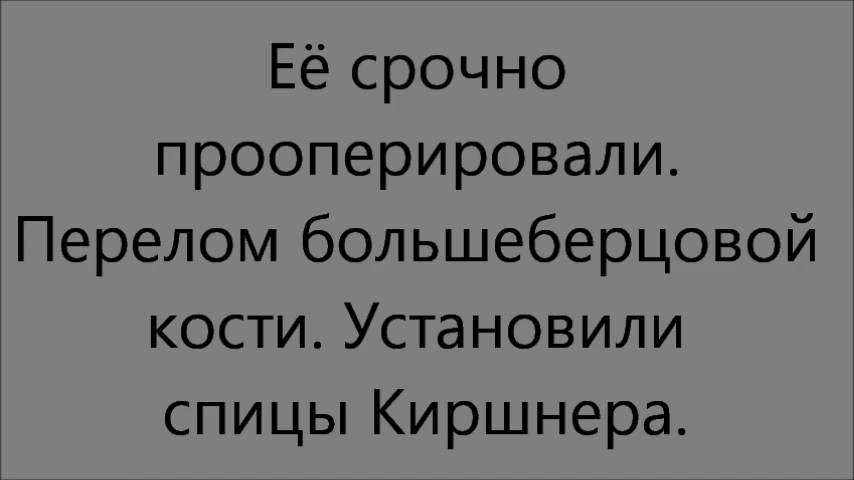 Её срочно
прооперировали.
Перелом большеберцовой
кости. Установили
спицы Киршнера.